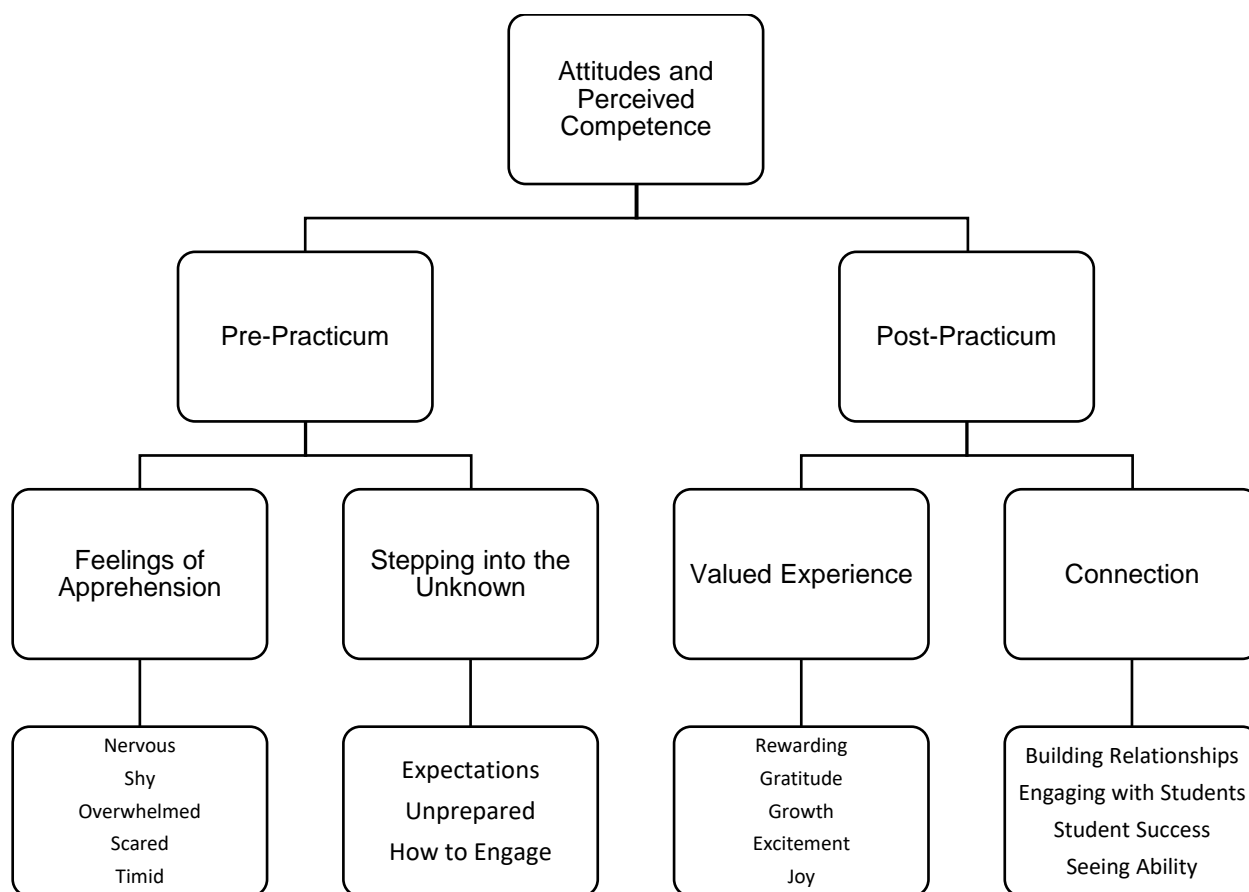 Attitudes and
Perceived
Competence
Pre-Practicum
Post-Practicum
Feelings of
Apprehension
Stepping into the
Unknown
Valued Experience
Connection
Nervous
Shy
Overwhelmed
Scared
Timid
Expectations
Unprepared
How to Engage
Rewarding
Gratitude
Growth
Excitement
Joy
Building Relationships
Engaging with Students
Student Success
Seeing Ability